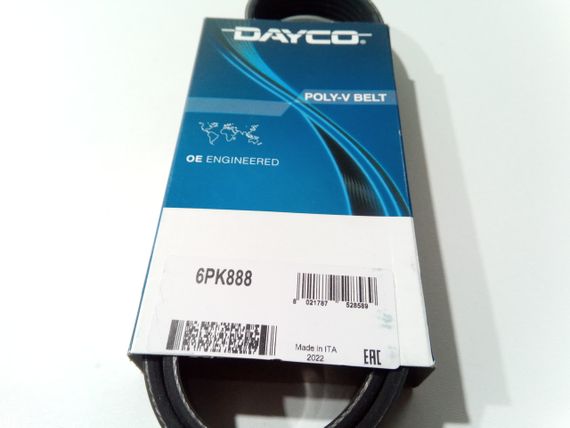 DAYCO
POLY-V BELT
OE ENGINEERED
6PK888
8 021787 528589
Made in ITA
2022
EAC